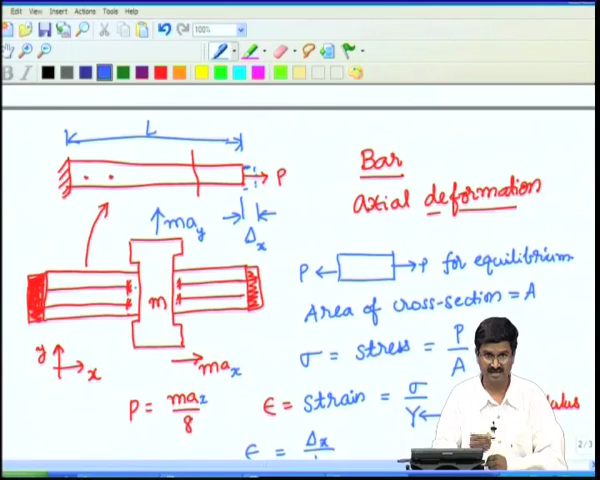 Edit View Insert Actions Tools Help
100%
L
P
Δx
Bar
axial deformation
may
m
P P for equilibrium
Area of cross-section = A
y
x
max
σ = stress = P/A
P = max/8
ϵ = strain = σ/Y ←
ϵ = Δx/
2/3